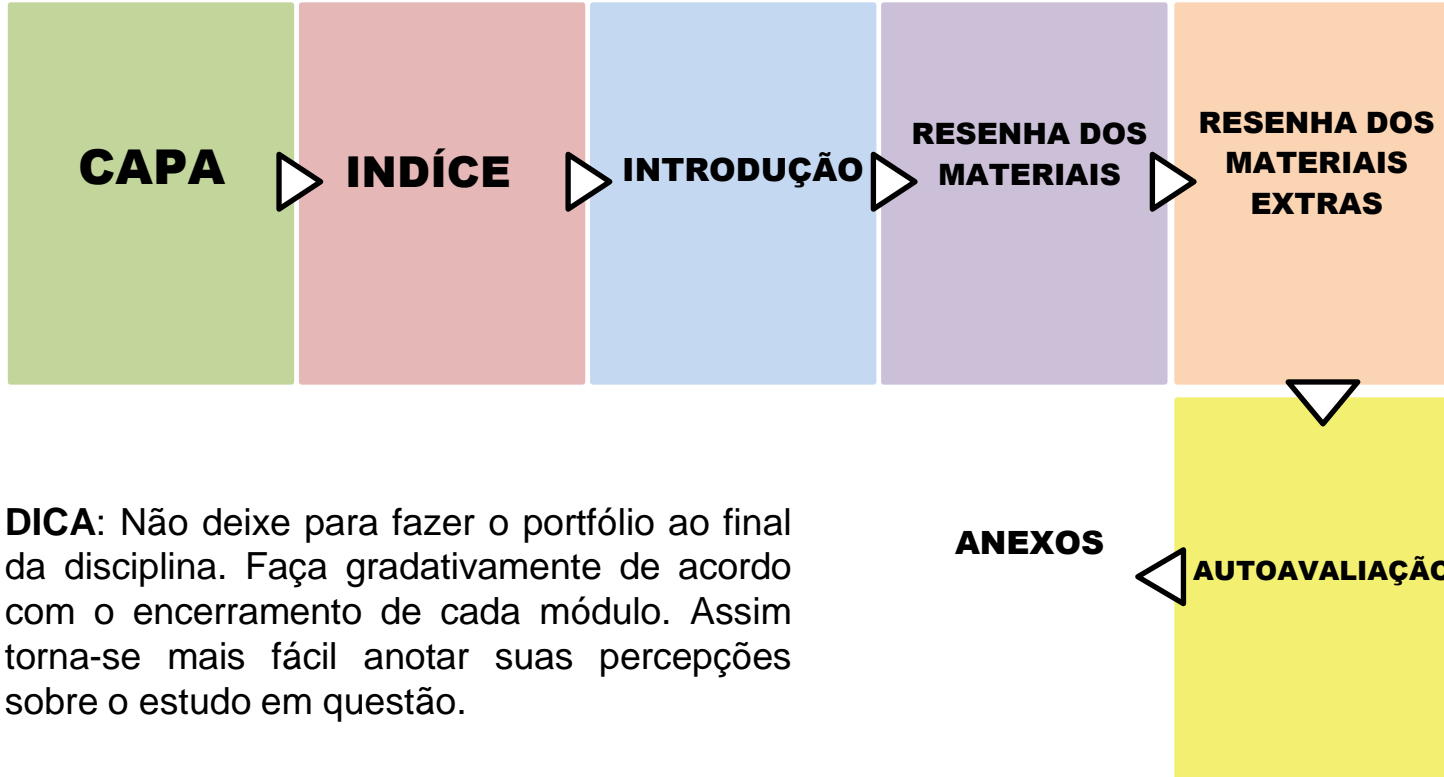 CAPA
INDÍCE
INTRODUÇÃO
RESENHA DOS
MATERIAIS
RESENHA DOS
MATERIAIS
EXTRAS
AUTOAVALIAÇÃO
ANEXOS
DICA: Não deixe para fazer o portfólio ao final
da disciplina. Faça gradativamente de acordo
com o encerramento de cada módulo. Assim
torna-se mais fácil anotar suas percepções
sobre o estudo em questão.